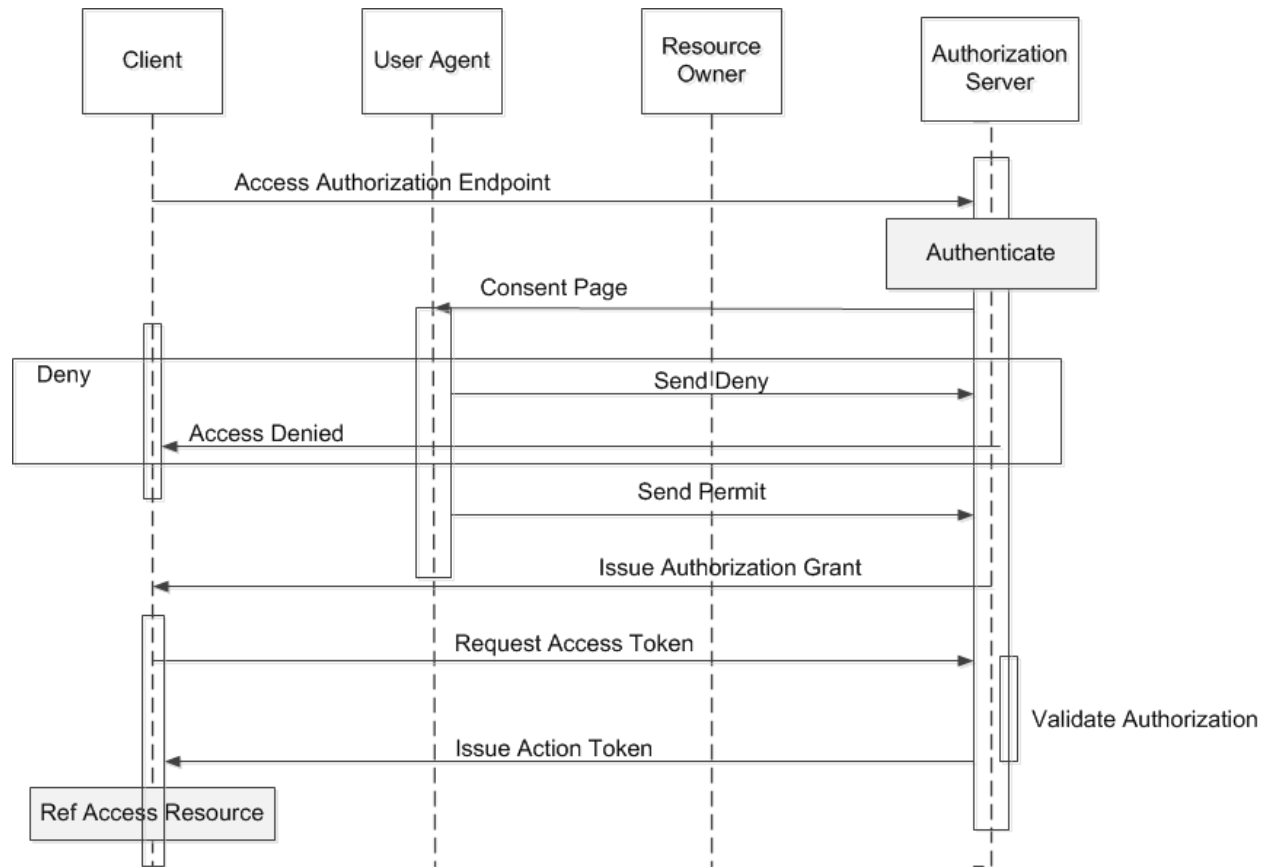 Client
User Agent
Resource
Owner
Authorization
Server
Access Authorization Endpoint
Authenticate
Consent Page
Deny
Send Deny
Access Denied
Send Permit
Issue Authorization Grant
Request Access Token
Validate Authorization
Issue Action Token
Ref Access Resource